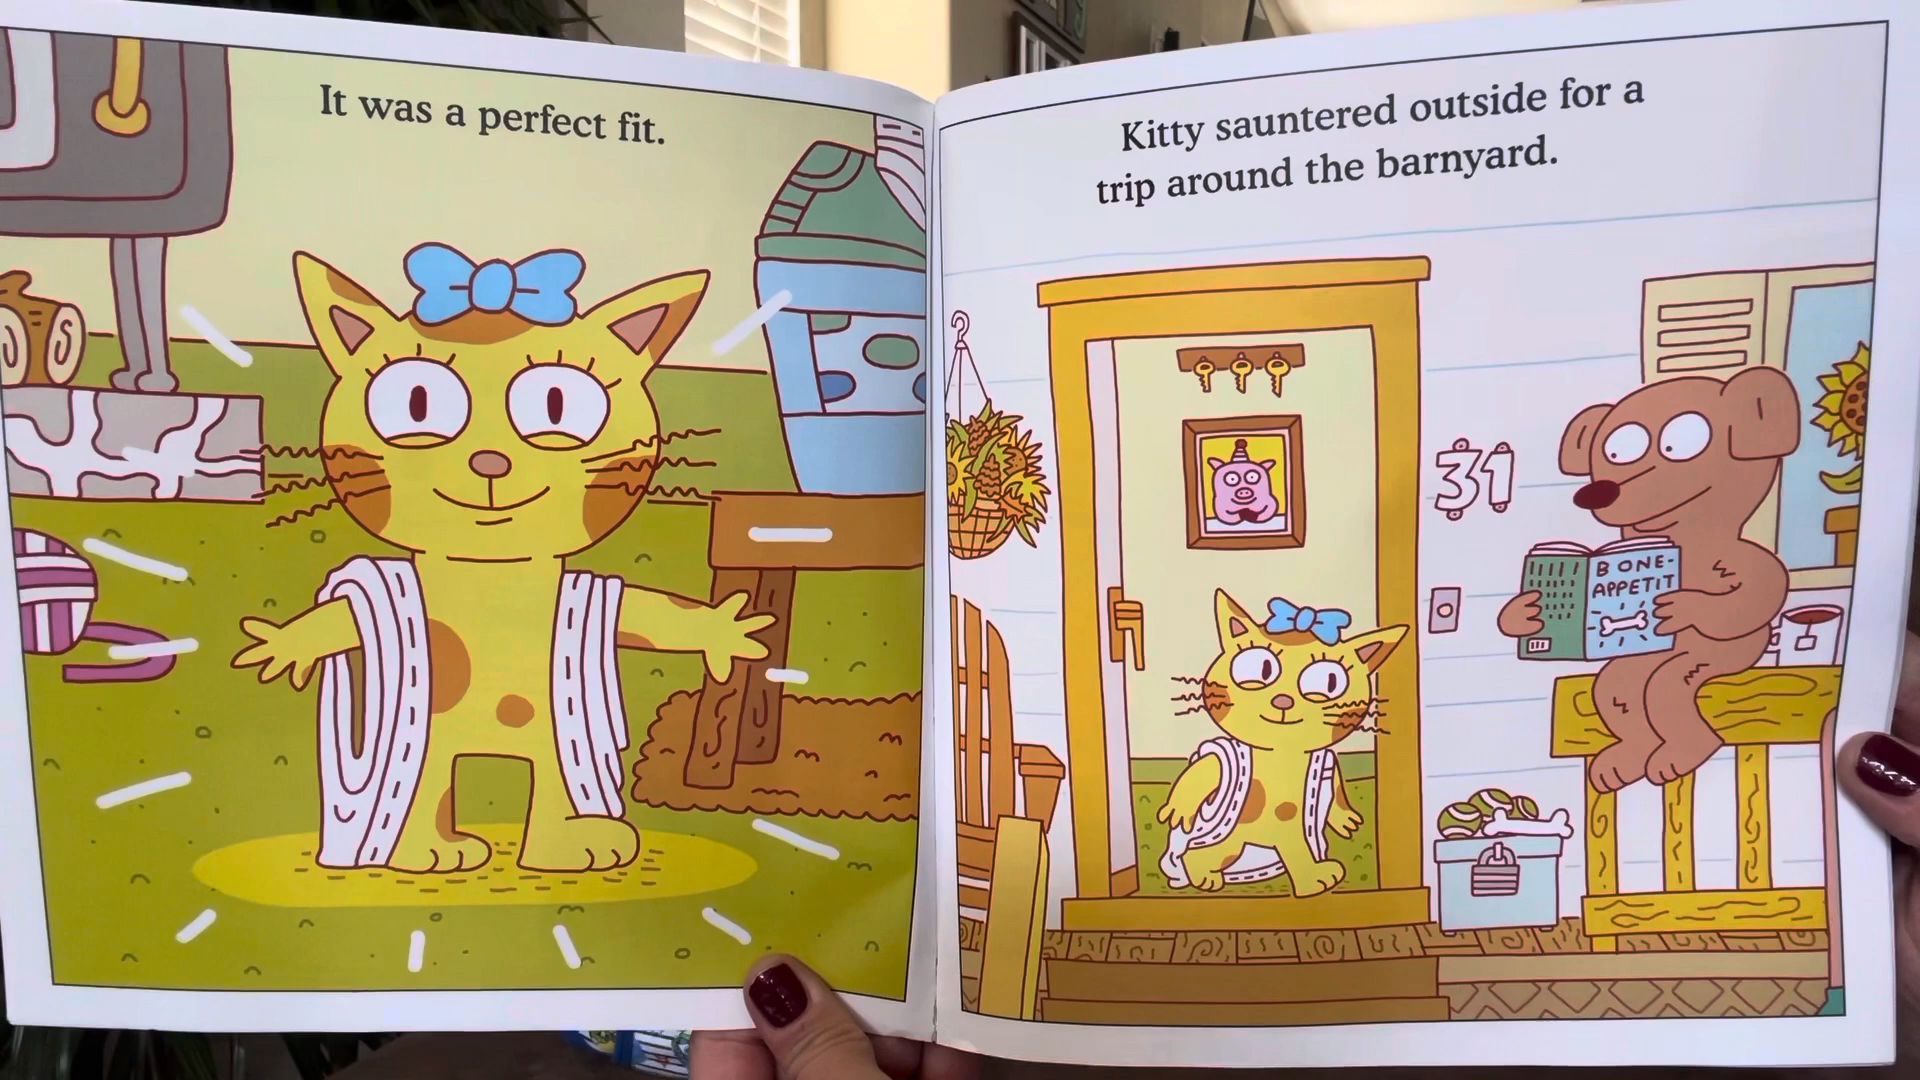 It was a perfect fit.
Kitty sauntered outside for a
trip around the barnyard.
31
BONE-
APPETIT